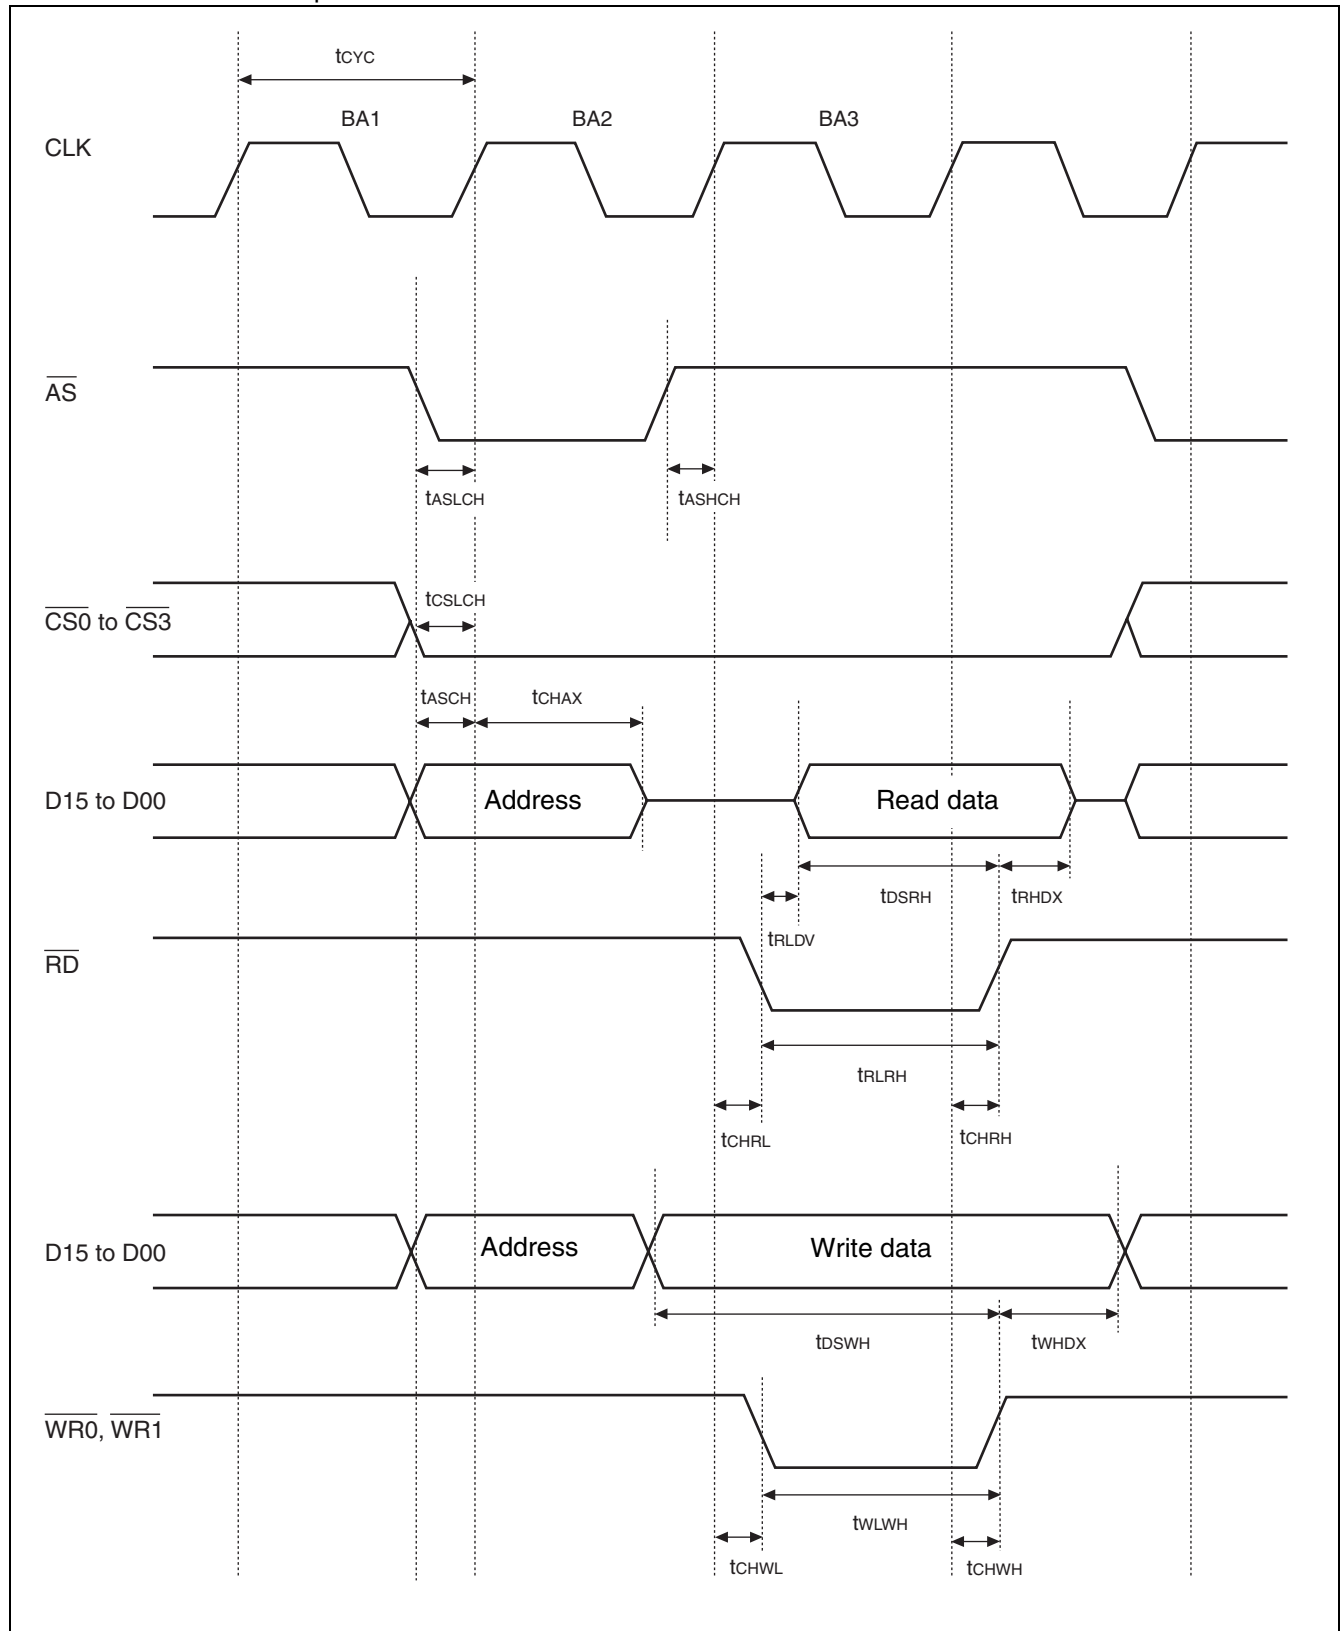 tCYC
BA1 BA2 BA3
CLK
AS
tASLCH tASHCH
tCSLCH
CS0 to CS3
tASCH tCHAX
D15 to D00 Address Read data
tDSRH tRHDX
tRLDV
RD
tRLRH
tCHRL tCHRH
D15 to D00 Address Write data
tDSWH tWHDX
WR0, WR1
tWLWH
tCHWL tCHWH